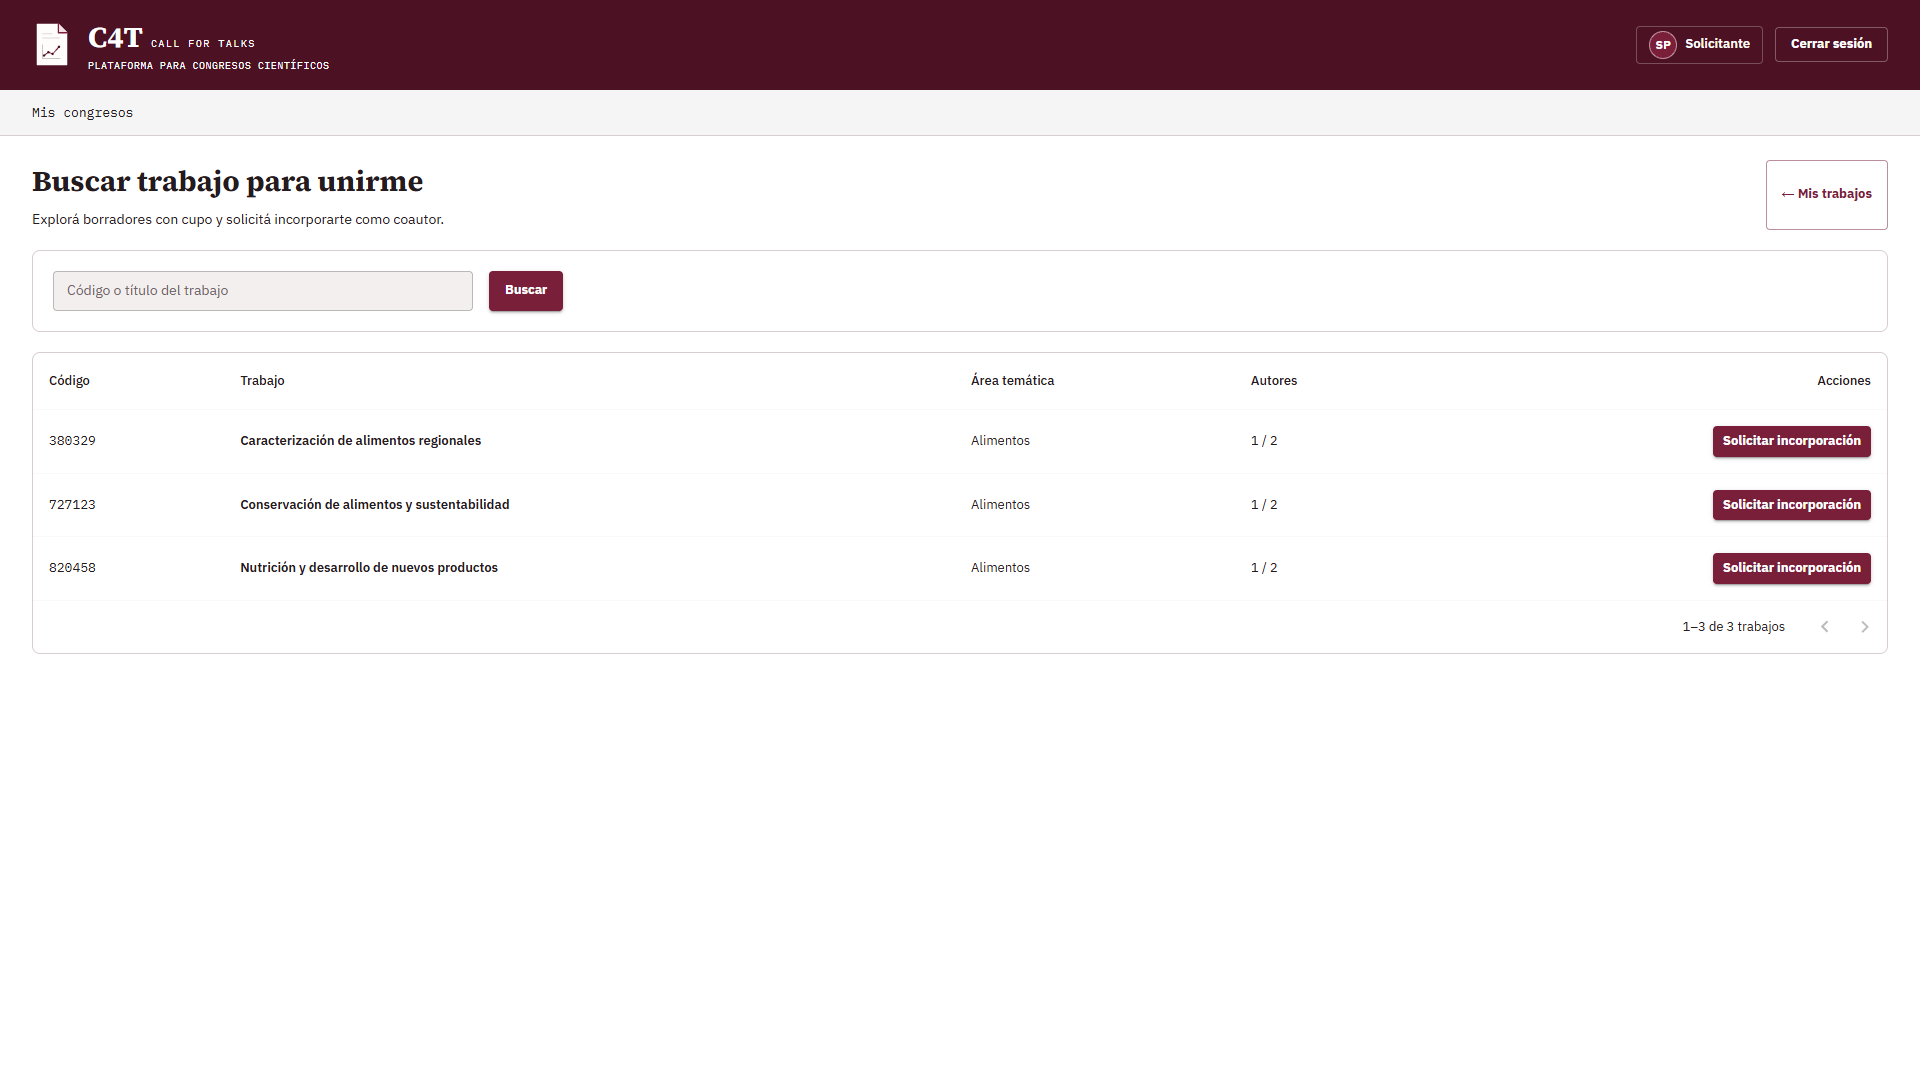 C4T CALL FOR TALKS
PLATAFORMA PARA CONGRESOS CIENTÍFICOS
SP Solicitante
Cerrar sesión
Mis congresos
Buscar trabajo para unirme
Explorá borradores con cupo y solicitá incorporarte como coautor.
← Mis trabajos
Código o título del trabajo
Buscar
Código Trabajo Área temática Autores Acciones
380329 Caracterización de alimentos regionales Alimentos 1 / 2 Solicitar incorporación
727123 Conservación de alimentos y sustentabilidad Alimentos 1 / 2 Solicitar incorporación
820458 Nutrición y desarrollo de nuevos productos Alimentos 1 / 2 Solicitar incorporación
1–3 de 3 trabajos